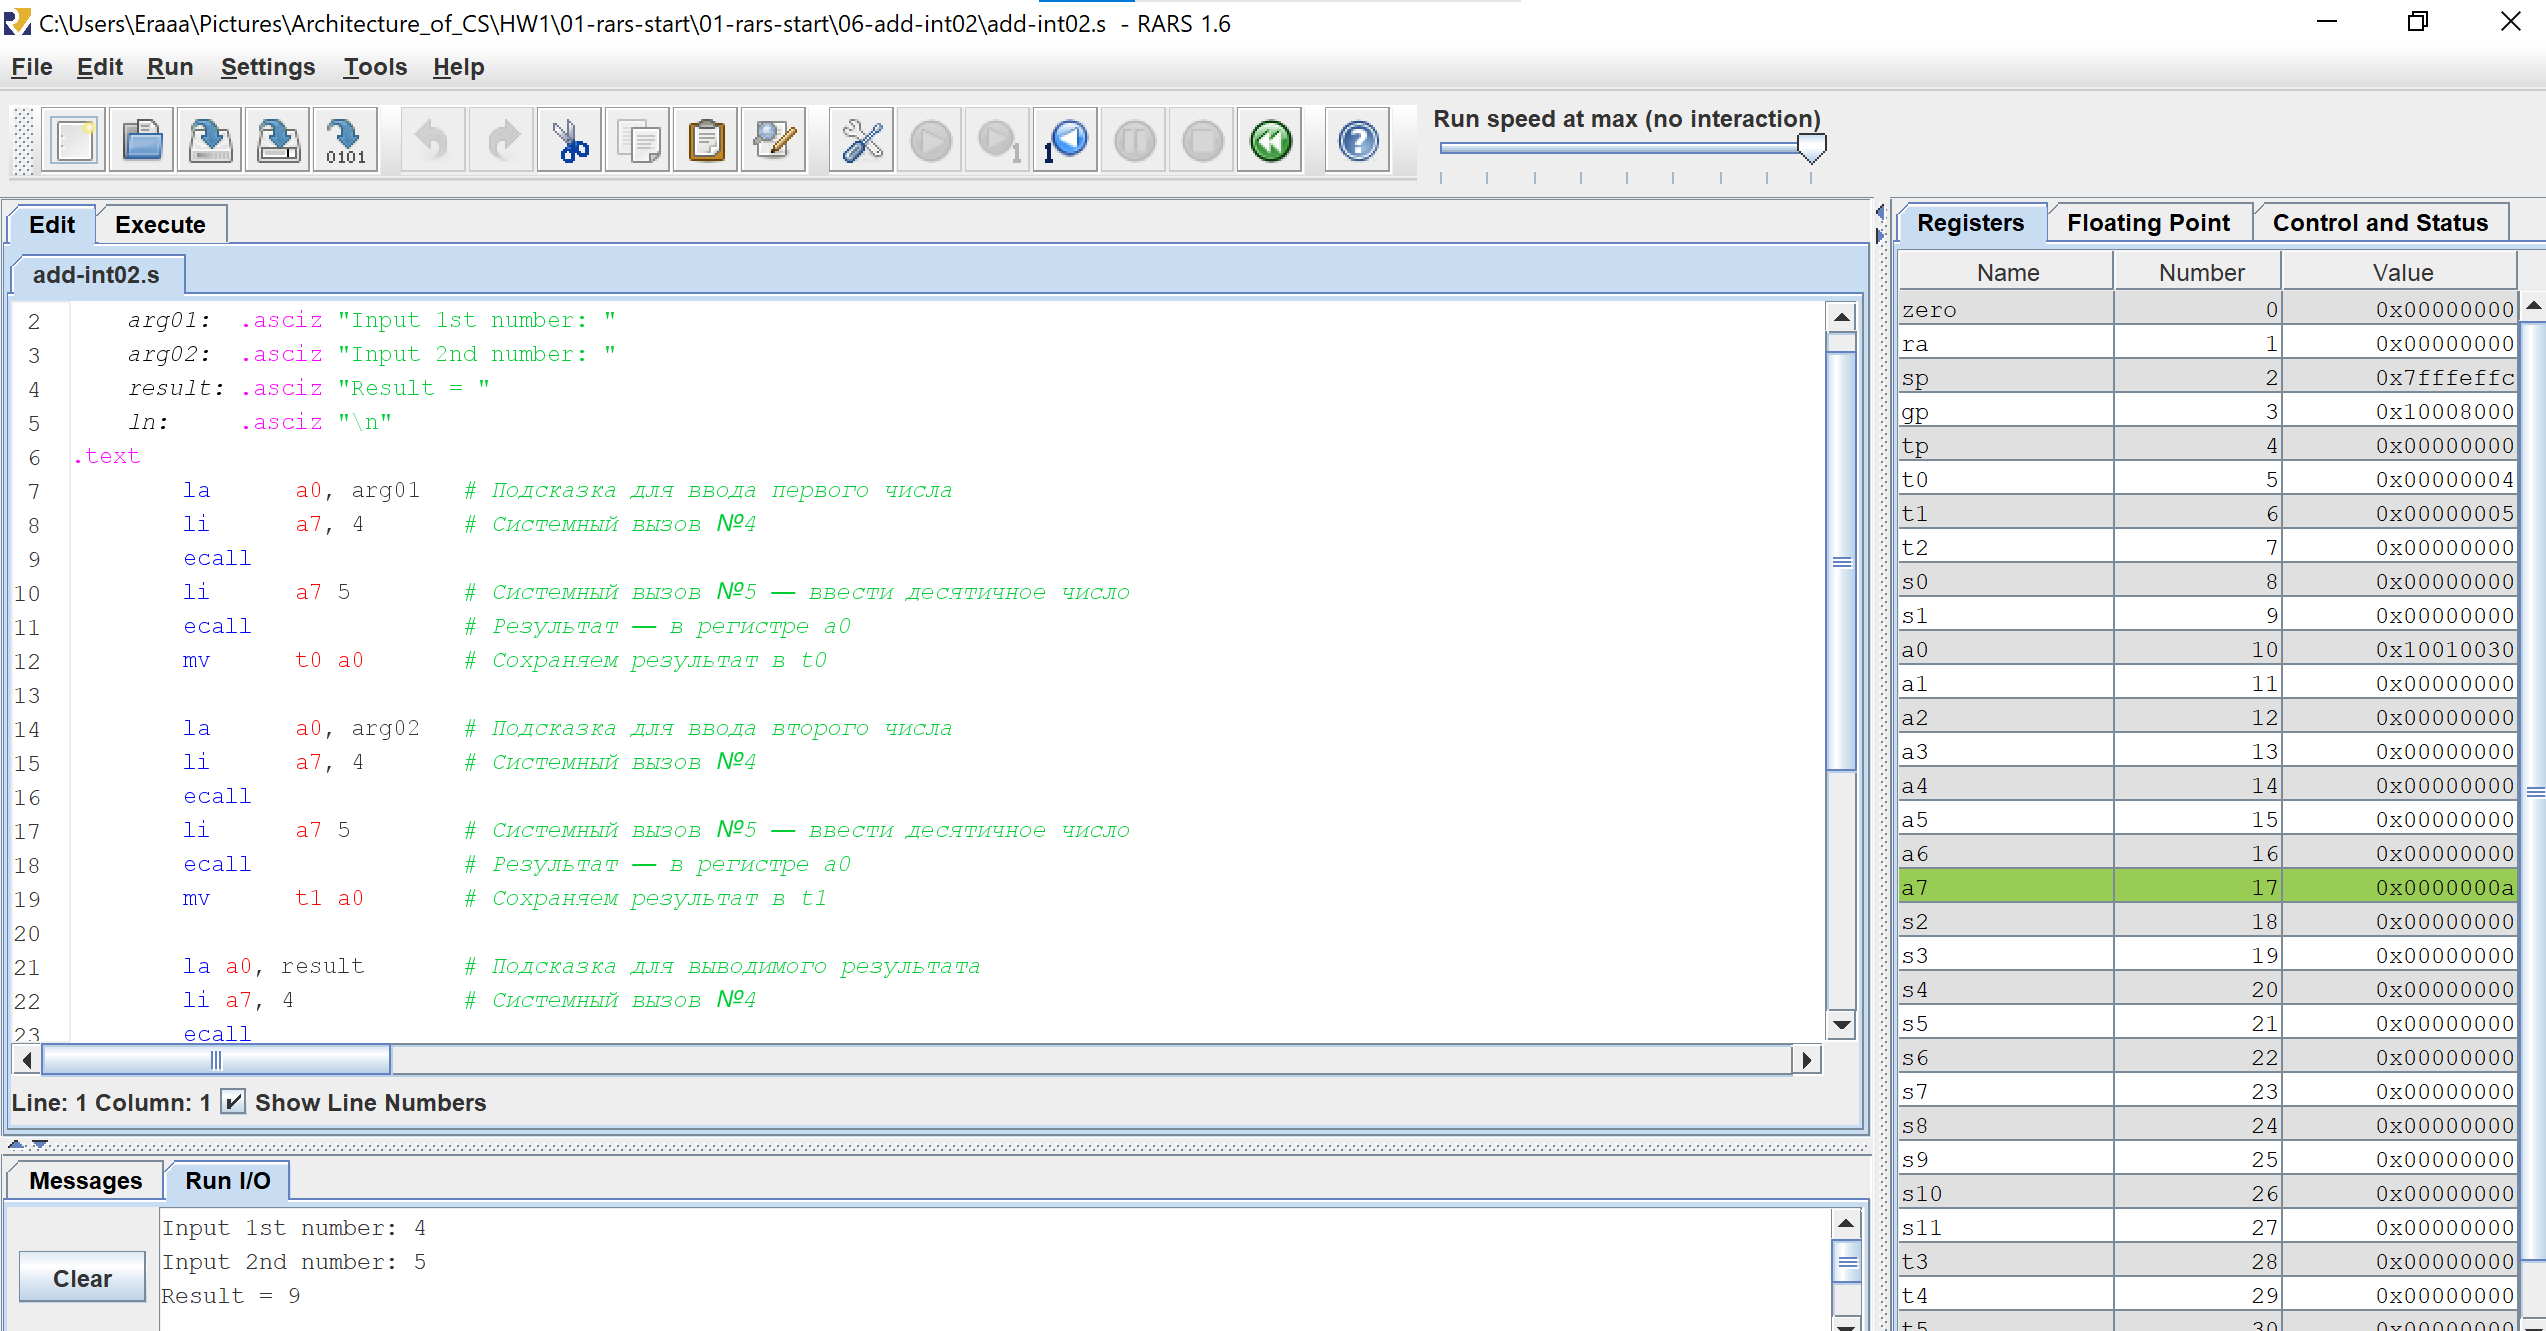 C:\Users\Eraaa\Pictures\Architecture_of_CS\HW1\01-rars-start\01-rars-start\06-add-int02\add-int02.s - RARS 1.6
File Edit Run Settings Tools Help
0101
1
1
Run speed at max (no interaction)
Edit Execute
add-int02.s
2 arg01: .asciz "Input 1st number: "
3 arg02: .asciz "Input 2nd number: "
4 result: .asciz "Result = "
5 ln: .asciz "\n"
6 .text
7 la a0, arg01 # Подсказка для ввода первого числа
8 li a7, 4 # Системный вызов №4
9 ecall
10 li a7 5 # Системный вызов №5 — ввести десятичное число
11 ecall # Результат — в регистре a0
12 mv t0 a0 # Сохраняем результат в t0
13
14 la a0, arg02 # Подсказка для ввода второго числа
15 li a7, 4 # Системный вызов №4
16 ecall
17 li a7 5 # Системный вызов №5 — ввести десятичное число
18 ecall # Результат — в регистре a0
19 mv t1 a0 # Сохраняем результат в t1
20
21 la a0, result # Подсказка для выводимого результата
22 li a7, 4 # Системный вызов №4
23 ecall
Line: 1 Column: 1 Show Line Numbers
Messages Run I/O
Clear
Input 1st number: 4
Input 2nd number: 5
Result = 9
Registers Floating Point Control and Status
Name Number Value
zero 0 0x00000000
ra 1 0x00000000
sp 2 0x7fffeffc
gp 3 0x10008000
tp 4 0x00000000
t0 5 0x00000004
t1 6 0x00000005
t2 7 0x00000000
s0 8 0x00000000
s1 9 0x00000000
a0 10 0x10010030
a1 11 0x00000000
a2 12 0x00000000
a3 13 0x00000000
a4 14 0x00000000
a5 15 0x00000000
a6 16 0x00000000
a7 17 0x0000000a
s2 18 0x00000000
s3 19 0x00000000
s4 20 0x00000000
s5 21 0x00000000
s6 22 0x00000000
s7 23 0x00000000
s8 24 0x00000000
s9 25 0x00000000
s10 26 0x00000000
s11 27 0x00000000
t3 28 0x00000000
t4 29 0x00000000
t5 30 0x00000000